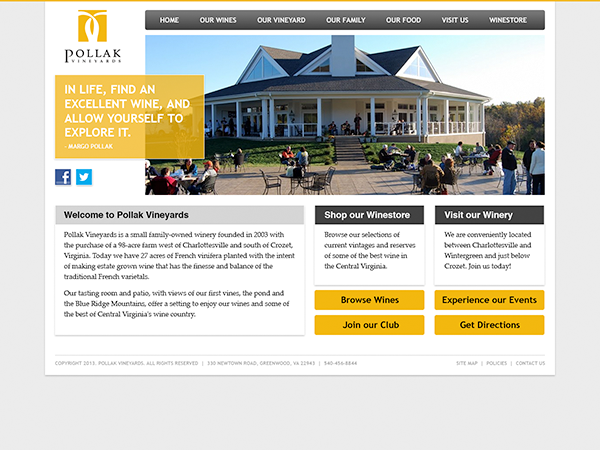 POLLAK
VINEYARDS
HOME OUR WINES OUR VINEYARD OUR FAMILY OUR FOOD VISIT US WINESTORE
IN LIFE, FIND AN
EXCELLENT WINE, AND
ALLOW YOURSELF TO
EXPLORE IT.
- MARGO POLLAK
f
Welcome to Pollak Vineyards
Pollak Vineyards is a small family-owned winery founded in 2003 with
the purchase of a 98-acre farm west of Charlottesville and south of Crozet,
Virginia. Today we have 27 acres of French vinifera planted with the intent
of making estate grown wine that has the finesse and balance of the
traditional French varietals.
Our tasting room and patio, with views of our first vines, the pond and
the Blue Ridge Mountains, offer a setting to enjoy our wines and some of
the best of Central Virginia's wine country.
Shop our Winestore
Browse our selections of
current vintages and reserves
of some of the best wine in
the Central Virginia.
Browse Wines
Join our Club
Visit our Winery
We are conveniently located
between Charlottesville and
Wintergreen and just below
Crozet. Join us today!
Experience our Events
Get Directions
COPYRIGHT 2013. POLLAK VINEYARDS. ALL RIGHTS RESERVED | 330 NEWTOWN ROAD, GREENWOOD, VA 22943 | 540-456-8844
SITE MAP | POLICIES | CONTACT US